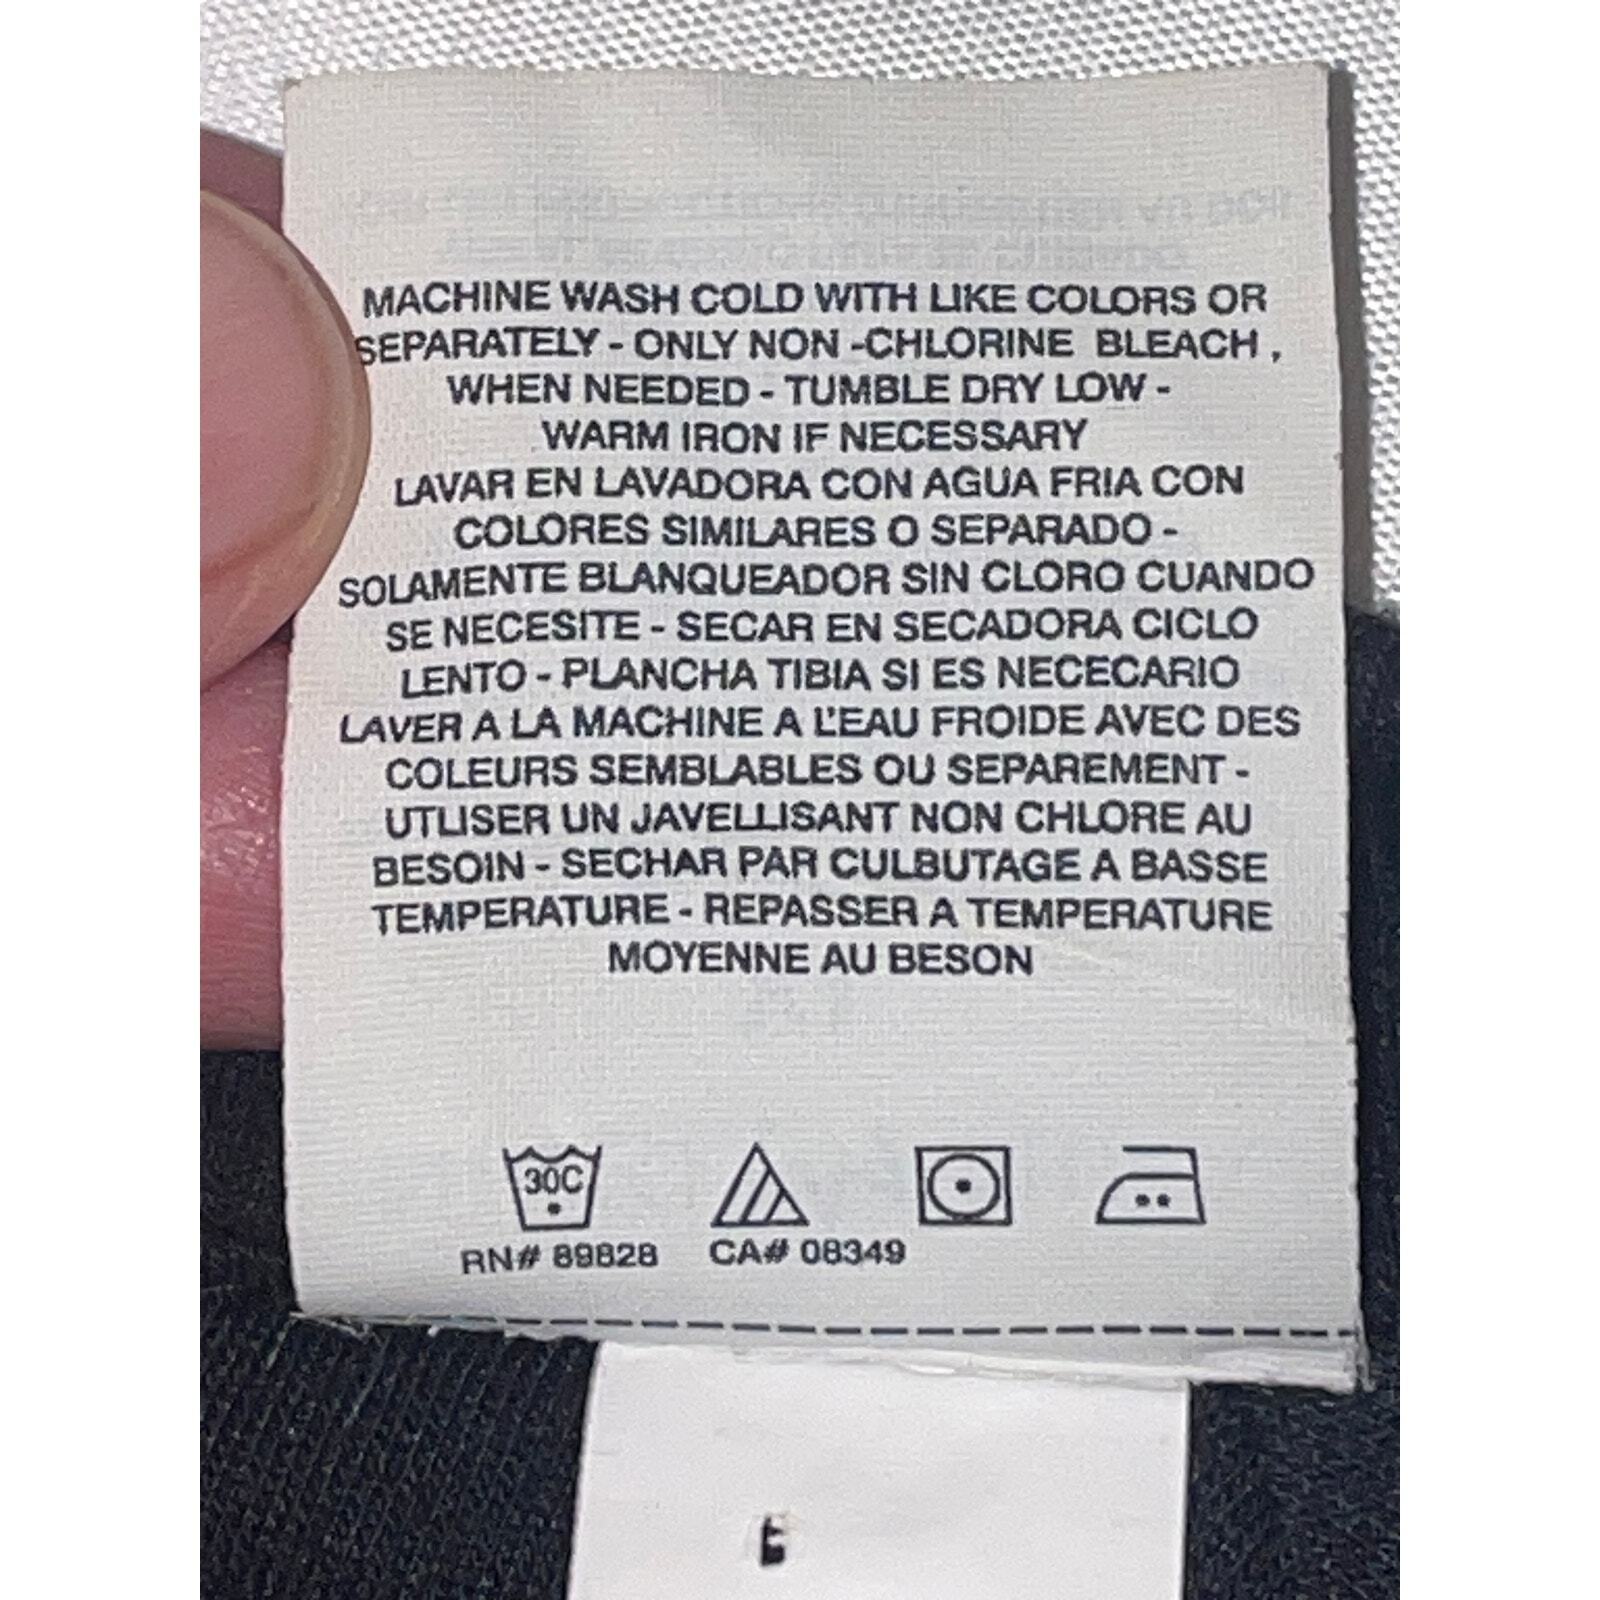 MACHINE WASH COLD WITH LIKE COLORS OR
SEPARATELY - ONLY NON -CHLORINE BLEACH ,
WHEN NEEDED - TUMBLE DRY LOW -
WARM IRON IF NECESSARY
LAVAR EN LAVADORA CON AGUA FRIA CON
COLORES SIMILARES O SEPARADO -
SOLAMENTE BLANQUEADOR SIN CLORO CUANDO
SE NECESITE - SECAR EN SECADORA CICLO
LENTO - PLANCHA TIBIA SI ES NECECARIO
LAVER A LA MACHINE A L'EAU FROIDE AVEC DES
COLEURS SEMBLABLES OU SEPAREMENT -
UTLISER UN JAVELLISANT NON CHLORE AU
BESOIN - SECHAR PAR CULBUTAGE A BASSE
TEMPERATURE - REPASSER A TEMPERATURE
MOYENNE AU BESON
30C
RN# 89828 CA# 08349